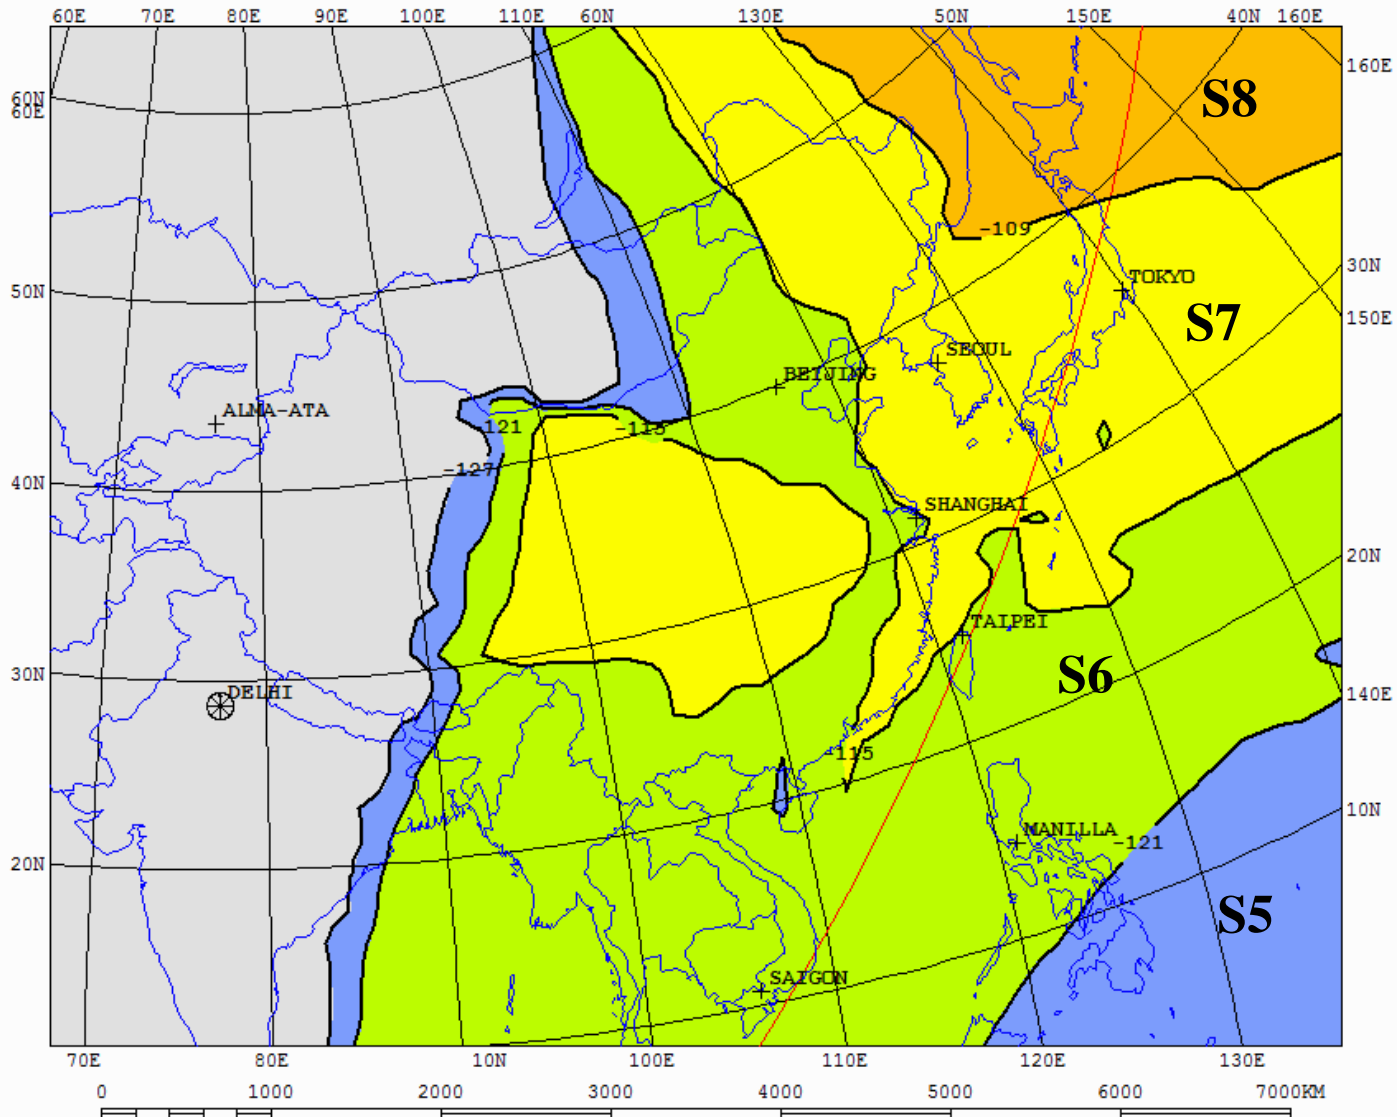 60E 70E 80E 90E 100E 110E 60N 130E 50N 150E 40N 160E
160E
60N
60E
S8
-109
TOKYO
30N
50N
150E
S7
SEOUL
BEIJING
ALMA-ATA
121 -115
-127
40N
SHANGHAI
20N
TAIPEI
30N
S6
DELHI
140E
-115
10N
MANILLA
-121
20N
S5
SAIGON
70E 80E 10N 100E 110E 120E 130E
0 1000 2000 3000 4000 5000 6000 7000KM